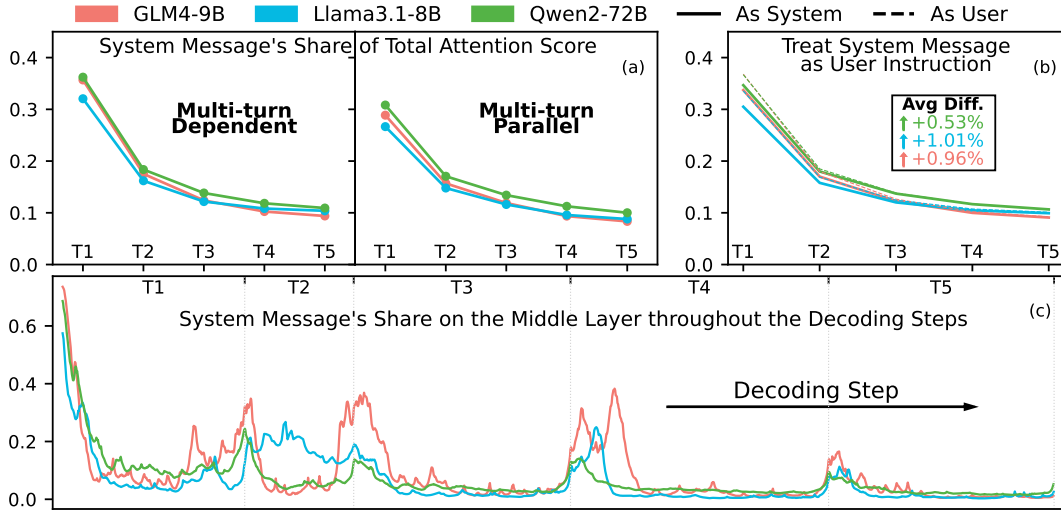 GLM4-9B Llama3.1-8B Qwen2-72B As System As User
System Message's Share of Total Attention Score
(a)
Multi-turn
Dependent
Multi-turn
Parallel
0.4
0.3
0.2
0.1
0.0
T1 T2 T3 T4 T5
T1 T2 T3 T4 T5
Treat System Message
as User Instruction
(b)
Avg Diff.
+0.53%
+1.01%
+0.96%
0.4
0.3
0.2
0.1
0.0
T1 T2 T3 T4 T5
T1 T2 T3 T4 T5
System Message's Share on the Middle Layer throughout the Decoding Steps
(c)
Decoding Step
0.6
0.4
0.2
0.0